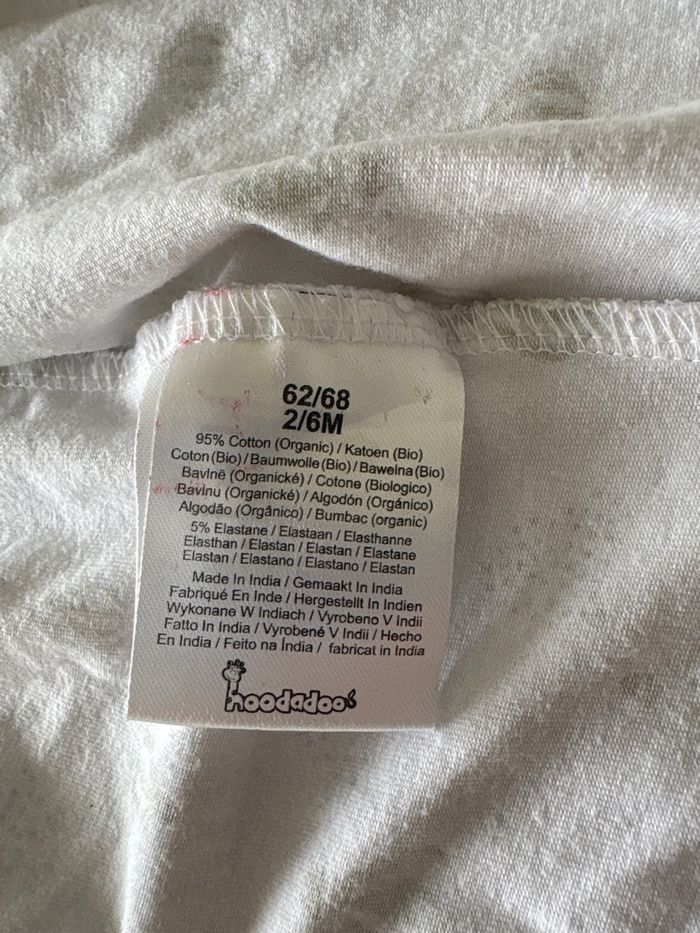 62/68
2/6M
95% Cotton (Organic) / Katoen (Bio)
Coton (Bio) / Baumwolle (Bio) / Bawelna (Bio)
Bavlnë (Organické) / Cotone (Biologico)
Bavlnu (Organické) / Algodón (Orgánico)
Algodão (Orgânico) / Bumbac (organic)
5% Elastane / Elastaan / Elasthanne
Elasthan / Elastan / Elastan / Elastane
Elastan / Elastano / Elastano / Elastan
Made In India / Gemaakt In India
Fabriqué En Inde / Hergestellt In Indien
Wykonane W Indiach / Vyrobeno V Indii
Fatto In India / Vyrobené V Indii / Hecho
En India / Feito na Índia / fabricat in India
hoodadoo